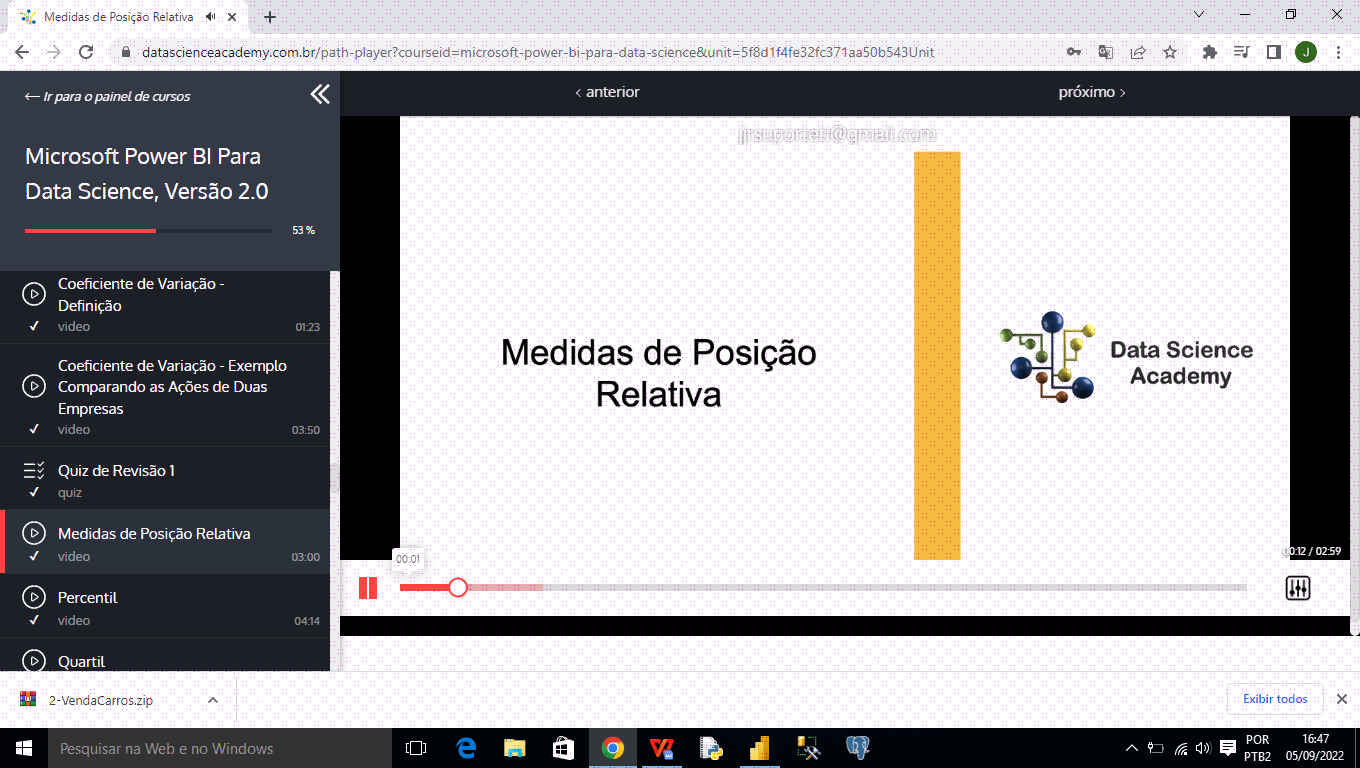 Medidas de Posição Relativa
datascienceacademy.com.br/path-player?courseid=microsoft-power-bi-para-data-science&unit=5f8d1f4fe32fc371aa50b543Unit
J
← Ir para o painel de cursos
Microsoft Power BI Para
Data Science, Versão 2.0
53 %
Coeficiente de Variação -
Definição
video 01:23
Coeficiente de Variação - Exemplo
Comparando as Ações de Duas
Empresas
video 03:50
Quiz de Revisão 1
quiz
Medidas de Posição Relativa
video 03:00
Percentil
video 04:14
Quartil
‹ anterior próximo ›
jjrsuporteti@gmail.com
Medidas de Posição
Relativa
Data Science
Academy
00:12 / 02:59
00:01
2-VendaCarros.zip
Exibir todos
Pesquisar na Web e no Windows
POR
PTB2
16:47
05/09/2022